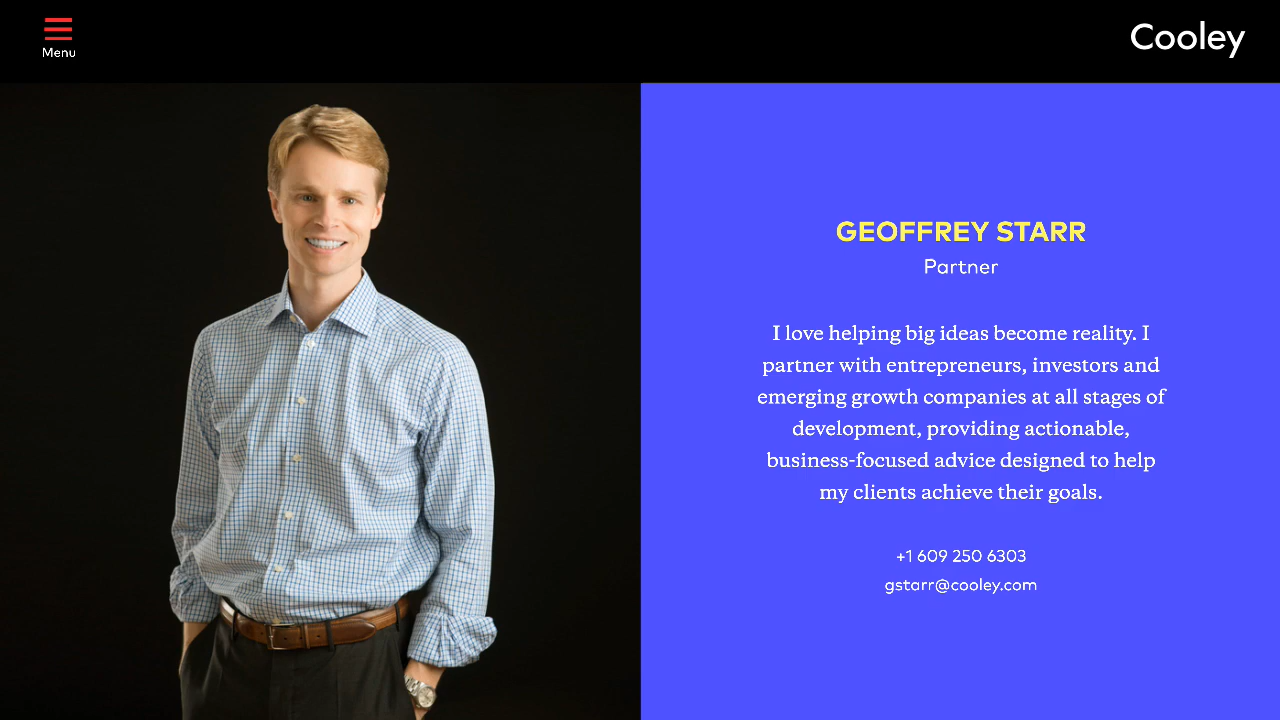 Menu
Cooley
GEOFFREY STARR
Partner
I love helping big ideas become reality. I
partner with entrepreneurs, investors and
emerging growth companies at all stages of
development, providing actionable,
business-focused advice designed to help
my clients achieve their goals.
+1 609 250 6303
gstarr@cooley.com